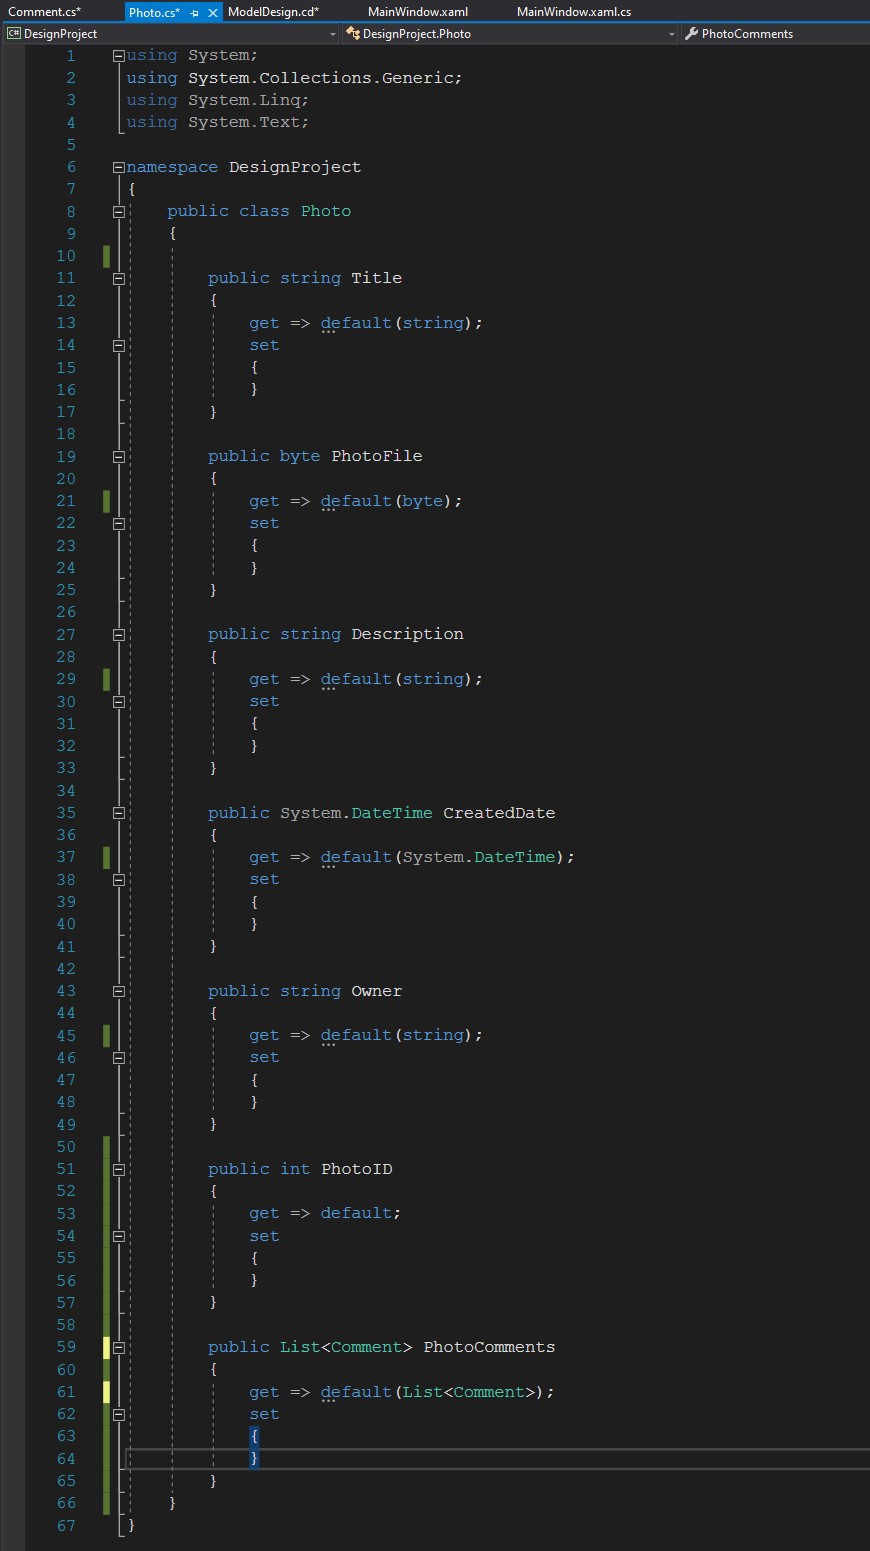 Comment.cs* Photo.cs* ModelDesign.cd* MainWindow.xaml MainWindow.xaml.cs
C# DesignProject DesignProject.Photo PhotoComments
1 using System;
2 using System.Collections.Generic;
3 using System.Linq;
4 using System.Text;
5
6 namespace DesignProject
7 {
8 public class Photo
9 {
10
11 public string Title
12 {
13 get => default(string);
14 set
15 {
16 }
17 }
18
19 public byte PhotoFile
20 {
21 get => default(byte);
22 set
23 {
24 }
25 }
26
27 public string Description
28 {
29 get => default(string);
30 set
31 {
32 }
33 }
34
35 public System.DateTime CreatedDate
36 {
37 get => default(System.DateTime);
38 set
39 {
40 }
41 }
42
43 public string Owner
44 {
45 get => default(string);
46 set
47 {
48 }
49 }
50
51 public int PhotoID
52 {
53 get => default;
54 set
55 {
56 }
57 }
58
59 public List<Comment> PhotoComments
60 {
61 get => default(List<Comment>);
62 set
63 {
64 }
65 }
66 }
67 }